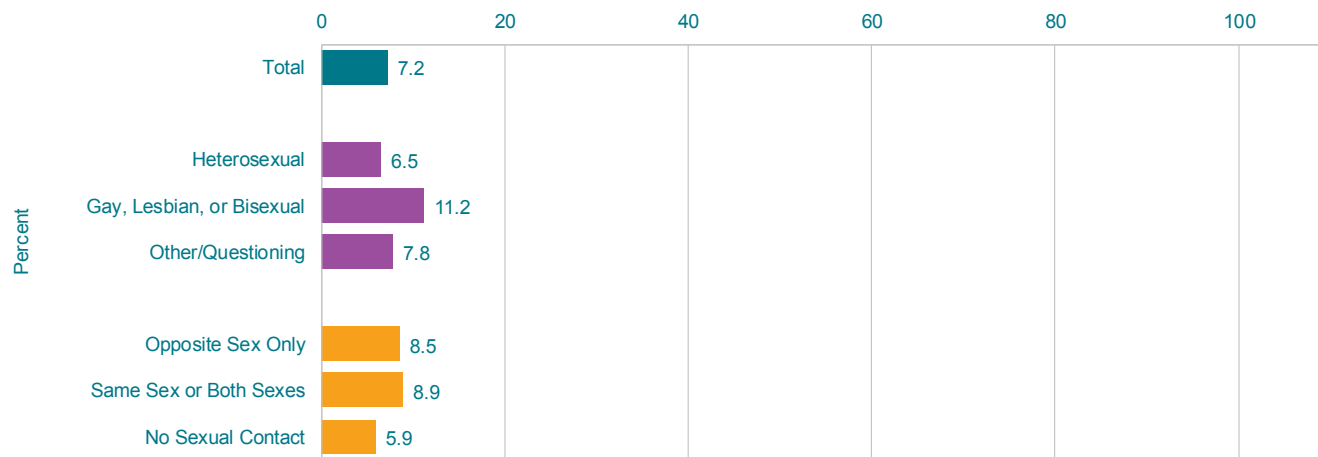 0 20 40 60 80 100
Total 7.2
Heterosexual 6.5
Gay, Lesbian, or Bisexual 11.2
Other/Questioning 7.8
Opposite Sex Only 8.5
Same Sex or Both Sexes 8.9
No Sexual Contact 5.9
Percent